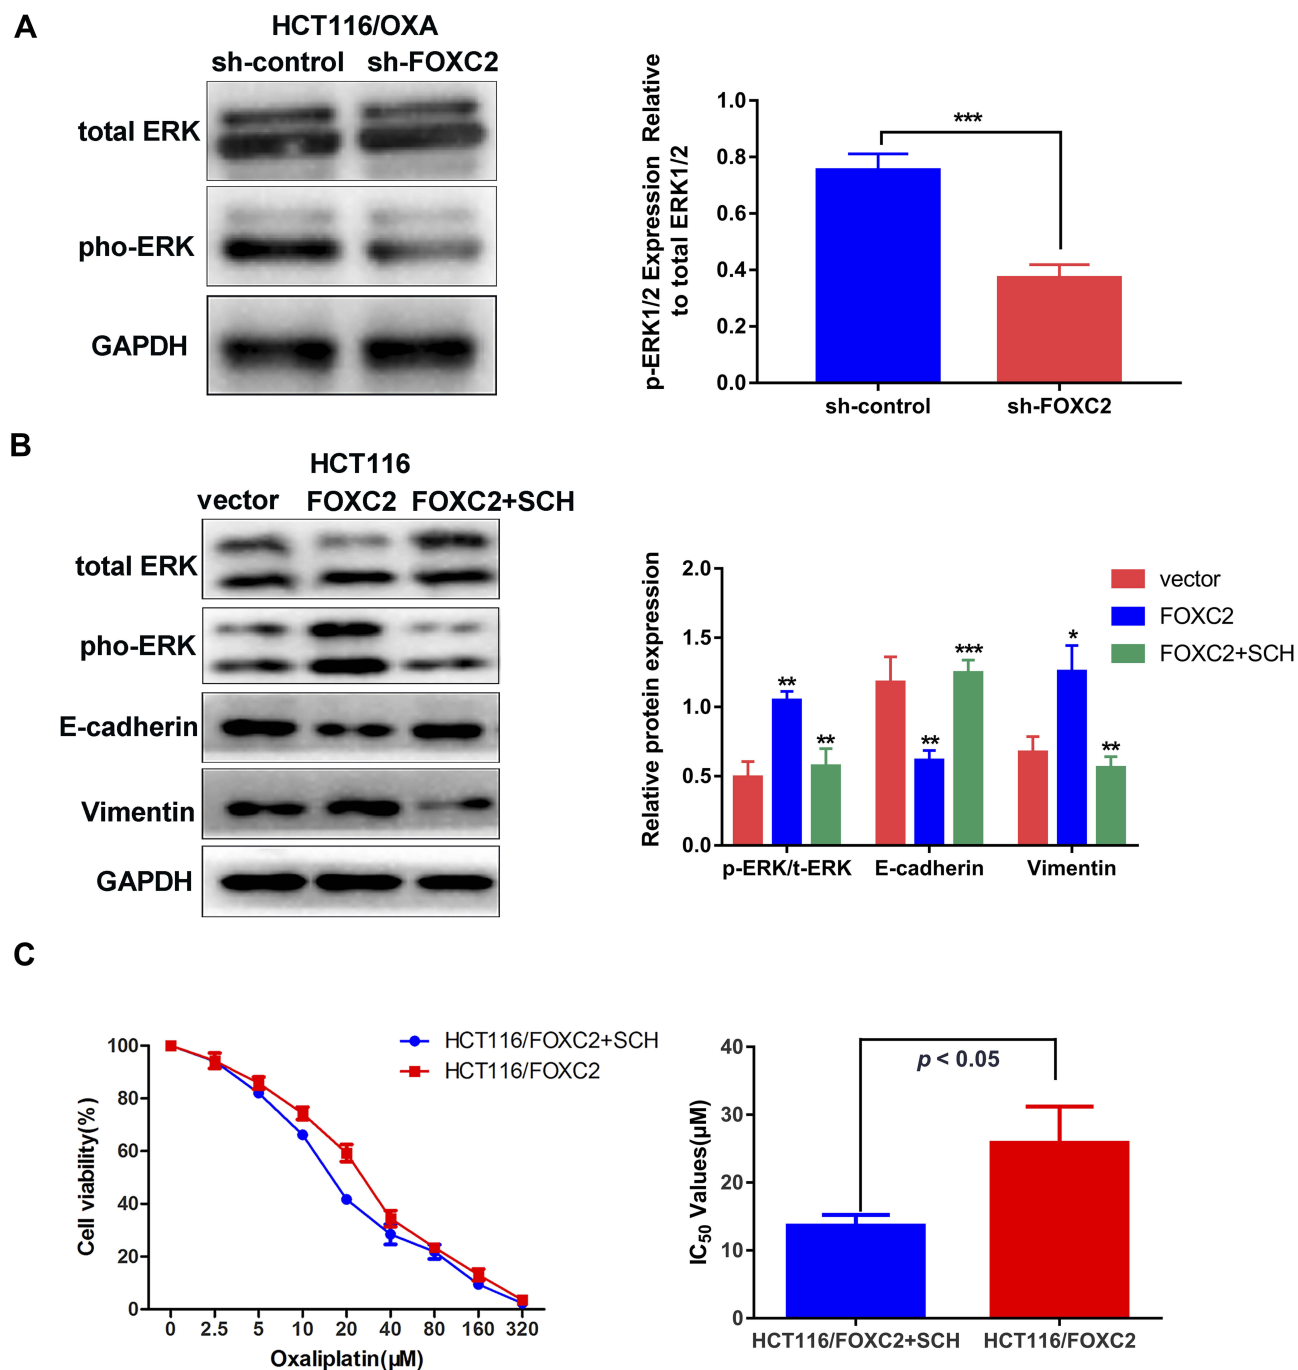 A
HCT116/OXA
sh-control sh-FOXC2
total ERK
pho-ERK
GAPDH
p-ERK1/2 Expression Relative
to total ERK1/2
1.0
0.8
0.6
0.4
0.2
0.0
***
sh-control sh-FOXC2
B
HCT116
vector FOXC2 FOXC2+SCH
total ERK
pho-ERK
E-cadherin
Vimentin
GAPDH
Relative protein expression
2.0
1.5
1.0
0.5
0.0
** ** ** *** * **
p-ERK/t-ERK E-cadherin Vimentin
vector
FOXC2
FOXC2+SCH
C
Cell viability(%)
100
80
60
40
20
0
0 2.5 5 10 20 40 80 160 320
Oxaliplatin(μM)
HCT116/FOXC2+SCH
HCT116/FOXC2
IC50 Values(μM)
40
30
20
10
0
p < 0.05
HCT116/FOXC2+SCH HCT116/FOXC2